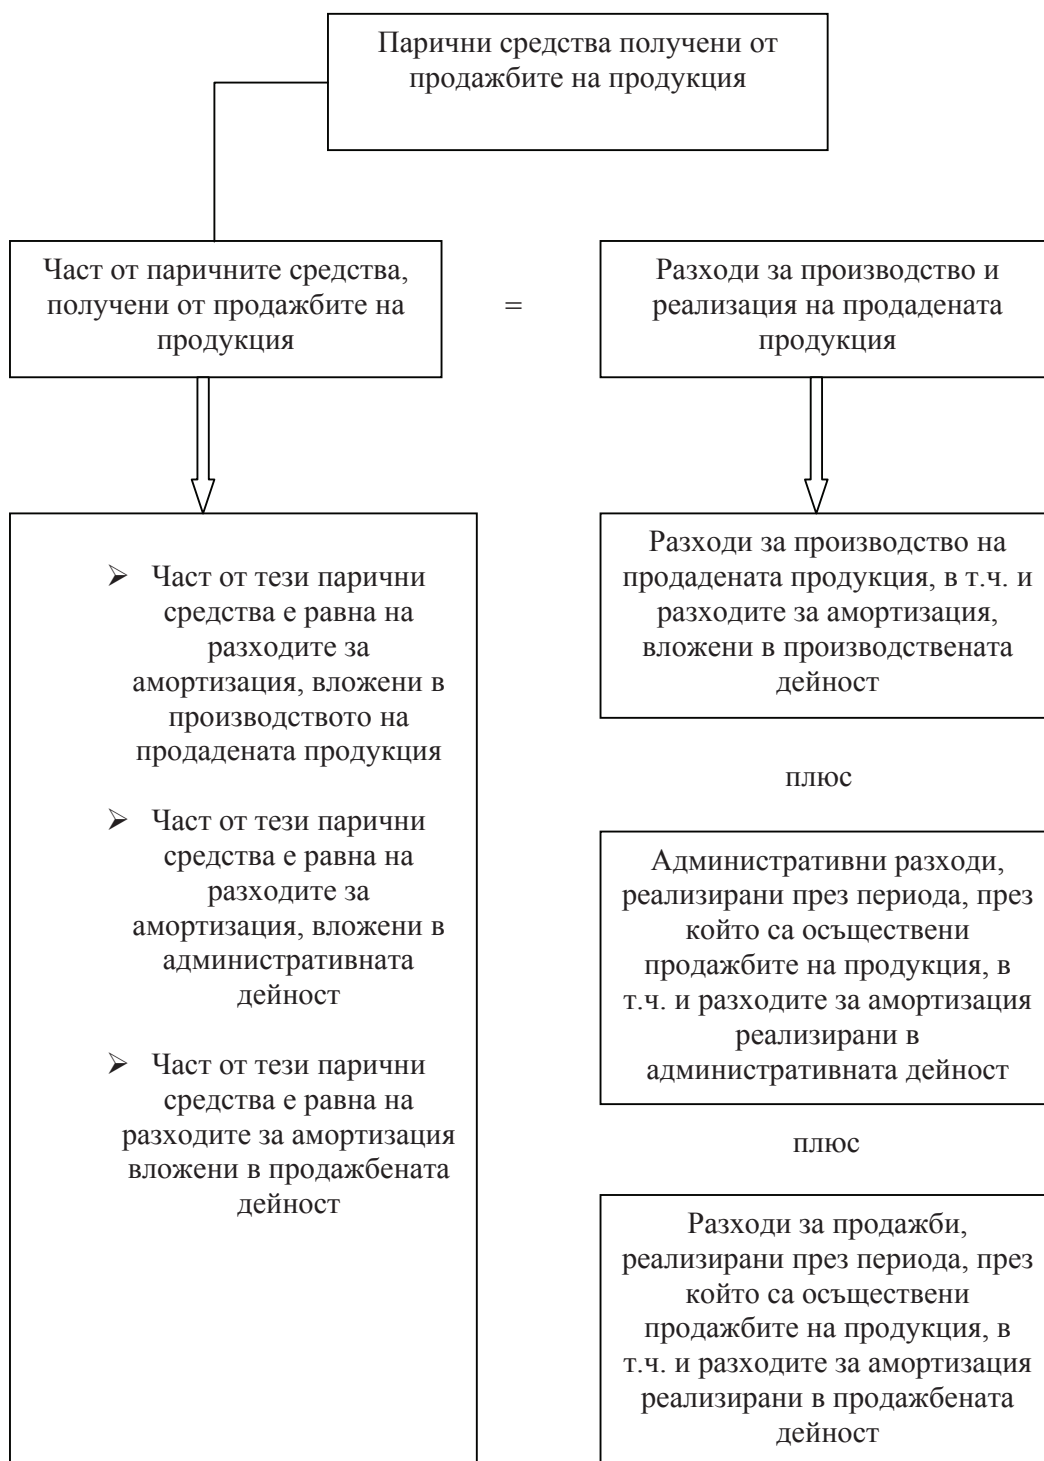 Парични средства получени от
продажбите на продукция
Част от паричните средства,
получени от продажбите на
продукция
=
Разходи за производство и
реализация на продадената
продукция
➢ Част от тези парични
средства е равна на
разходите за
амортизация, вложени в
производството на
продадената продукция
➢ Част от тези парични
средства е равна на
разходите за
амортизация, вложени в
административната
дейност
➢ Част от тези парични
средства е равна на
разходите за амортизация
вложени в продажбената
дейност
Разходи за производство на
продадената продукция, в т.ч. и
разходите за амортизация,
вложени в производствената
дейност
плюс
Административни разходи,
реализирани през периода, през
който са осъществени
продажбите на продукция, в
т.ч. и разходите за амортизация
реализирани в
административната дейност
плюс
Разходи за продажби,
реализирани през периода, през
който са осъществени
продажбите на продукция, в
т.ч. и разходите за амортизация
реализирани в продажбената
дейност